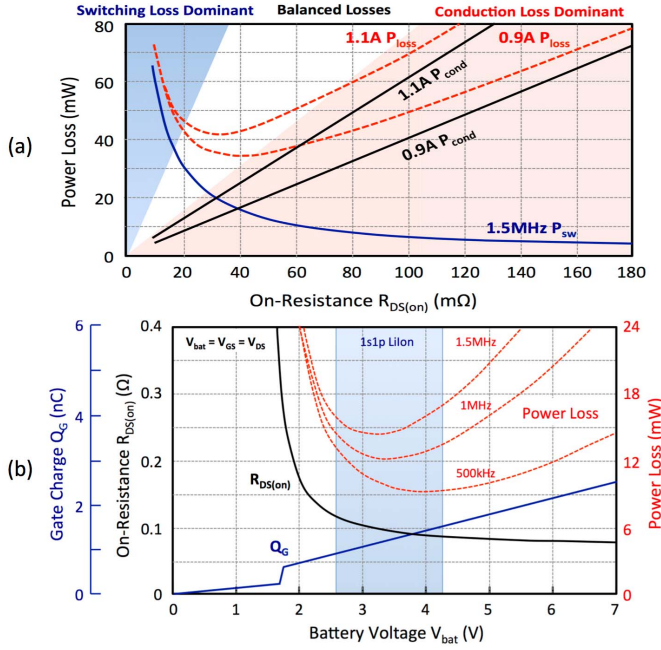 Switching Loss Dominant Balanced Losses Conduction Loss Dominant
(a)
Power Loss (mW)
80
60
40
20
0
1.1A P_loss
0.9A P_loss
1.1A P_cond
0.9A P_cond
1.5MHz P_sw
0 20 40 60 80 100 120 140 160 180
On-Resistance R_DS(on) (mΩ)
(b)
Gate Charge Q_G (nC)
6
4
2
0
On-Resistance R_DS(on) (Ω)
0.4
0.3
0.2
0.1
0
V_bat = V_GS = V_DS
1s1p LiIon
1.5MHz
1MHz
Power Loss
500kHz
R_DS(on)
Q_G
24
18
12
6
0
Power Loss (mW)
0 1 2 3 4 5 6 7
Battery Voltage V_bat (V)